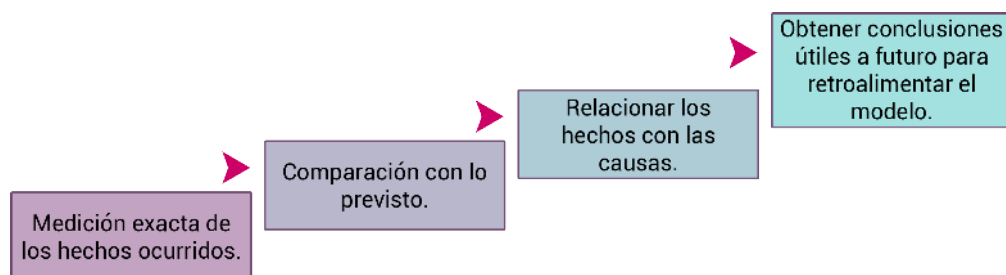 Medición exacta de
los hechos ocurridos.
Comparación con lo
previsto.
Relacionar los
hechos con las
causas.
Obtener conclusiones
útiles a futuro para
retroalimentar el
modelo.